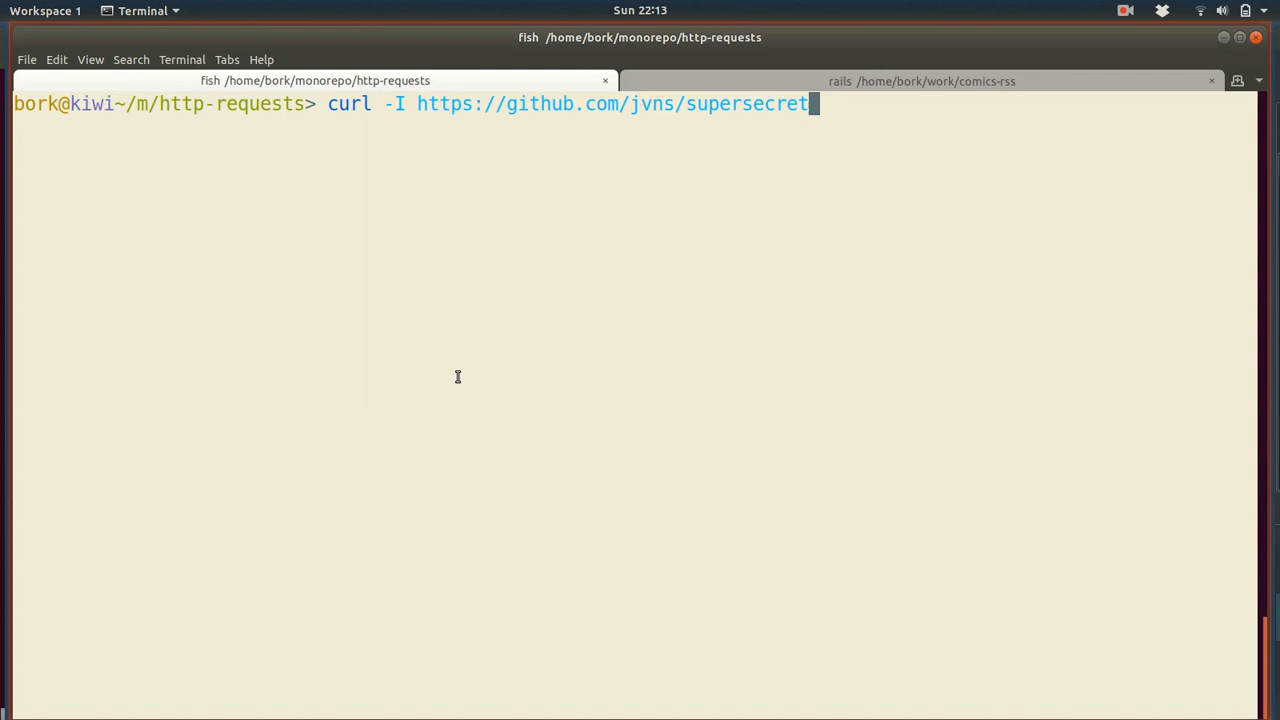 Workspace 1 Terminal Sun 22:13
fish /home/bork/monorepo/http-requests
File Edit View Search Terminal Tabs Help
fish /home/bork/monorepo/http-requests × rails /home/bork/work/comics-rss ×
bork@kiwi~/m/http-requests> curl -I https://github.com/jvns/supersecret